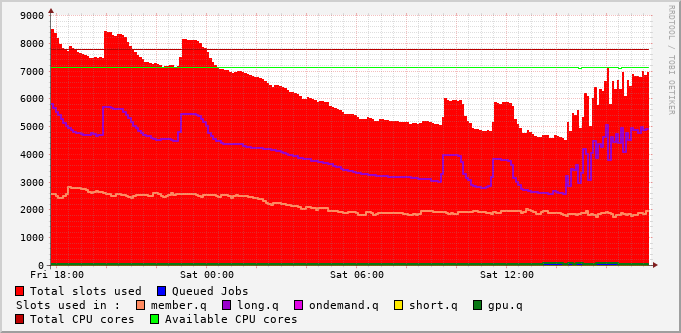 9000
8000
7000
6000
5000
4000
3000
2000
1000
0
Fri 18:00 Sat 00:00 Sat 06:00 Sat 12:00
RRDTOOL / TOBI OETIKER
Total slots used Queued Jobs
Slots used in : member.q long.q ondemand.q short.q gpu.q
Total CPU cores Available CPU cores